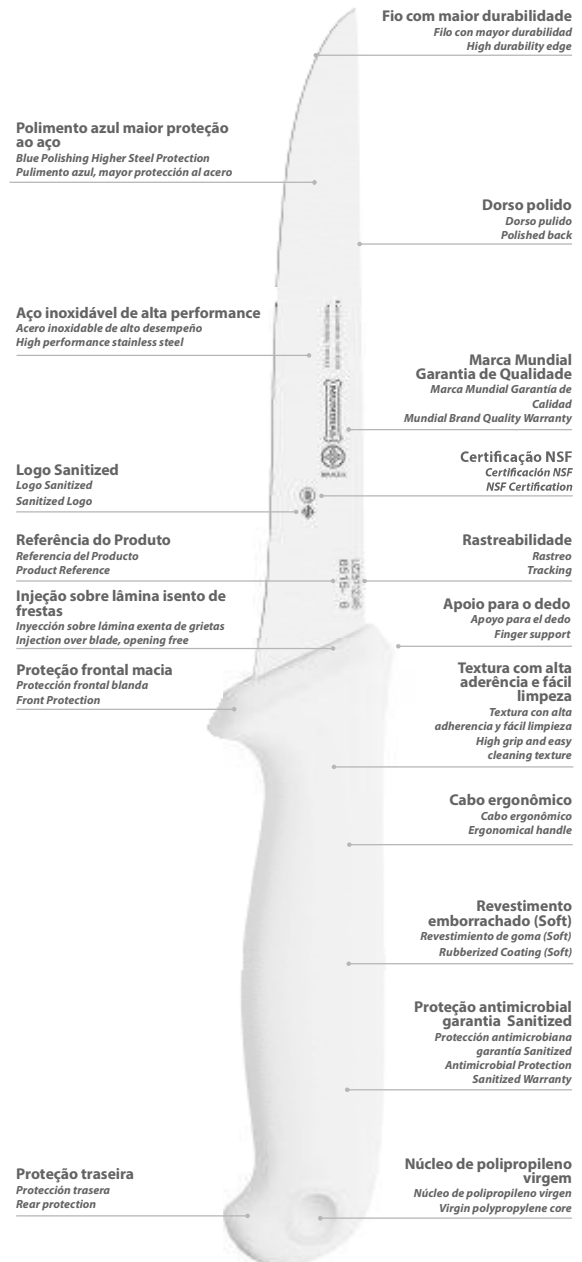 Fio com maior durabilidade
Filo con mayor durabilidad
High durability edge
Polimento azul maior proteção
ao aço
Blue Polishing Higher Steel Protection
Pulimento azul, mayor protección al acero
Dorso polido
Dorso pulido
Polished back
Aço inoxidável de alta performance
Acero inoxidable de alto desempeño
High performance stainless steel
Marca Mundial
Garantia de Qualidade
Marca Mundial Garantía de
Calidad
Mundial Brand Quality Warranty
MUNDIAL
Certificação NSF
Certificación NSF
NSF Certification
Logo Sanitized
Logo Sanitized
Sanitized Logo
Referência do Produto
Referencia del Producto
Product Reference
Rastreabilidade
Rastreo
Tracking
Injeção sobre lâmina isento de
frestas
Inyección sobre lámina exenta de grietas
Injection over blade, opening free
Apoio para o dedo
Apoyo para el dedo
Finger support
Proteção frontal macia
Protección frontal blanda
Front Protection
Textura com alta
aderência e fácil
limpeza
Textura con alta
adherencia y fácil limpieza
High grip and easy
cleaning texture
Cabo ergonômico
Cabo ergonômico
Ergonomical handle
Revestimento
emborrachado (Soft)
Revestimiento de goma (Soft)
Rubberized Coating (Soft)
Proteção antimicrobial
garantia Sanitized
Protección antimicrobiana
garantía Sanitized
Antimicrobial Protection
Sanitized Warranty
Proteção traseira
Protección trasera
Rear protection
Núcleo de polipropileno
virgem
Núcleo de polipropileno virgen
Virgin polypropylene core